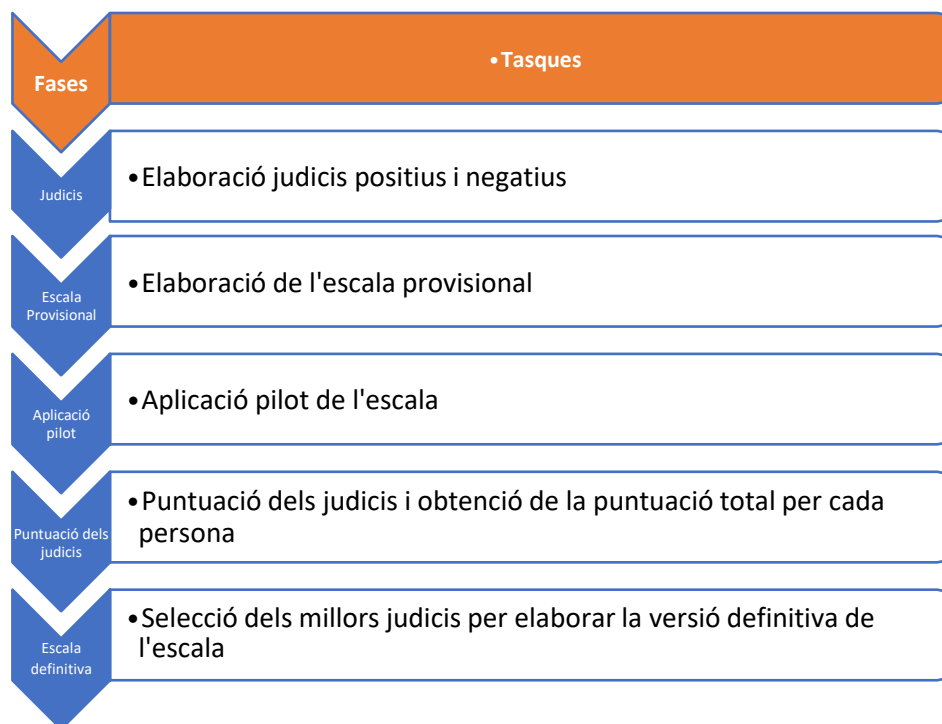 Fases
•Tasques
Judicis
•Elaboració judicis positius i negatius
Escala
Provisional
•Elaboració de l'escala provisional
Aplicació
pilot
•Aplicació pilot de l'escala
Puntuació dels
judicis
•Puntuació dels judicis i obtenció de la puntuació total per cada
persona
Escala
definitiva
•Selecció dels millors judicis per elaborar la versió definitiva de
l'escala